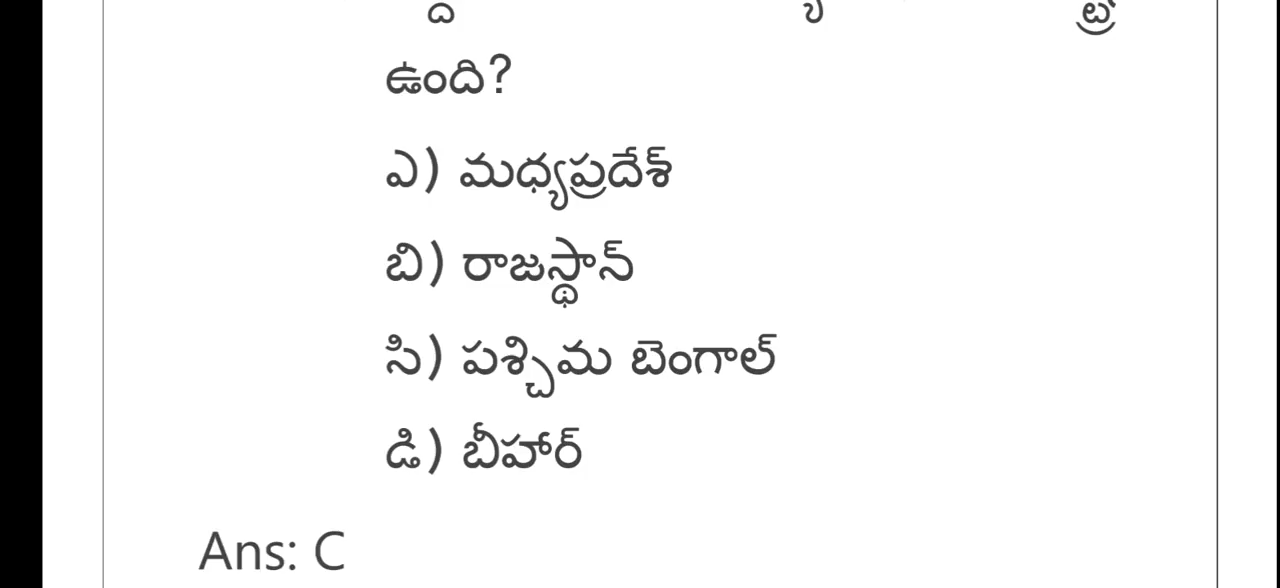 ఉంది?
ఎ) మధ్యప్రదేశ్
బి) రాజస్థాన్
సి) పశ్చిమ బెంగాల్
డి) బీహార్
Ans: C